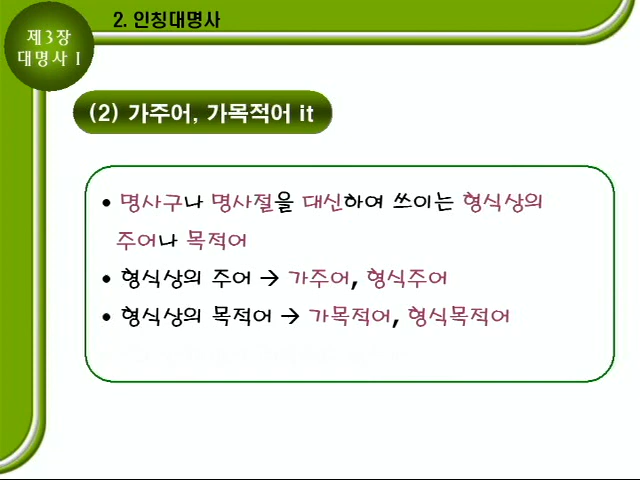 2. 인칭대명사
제3장
대명사 I
(2) 가주어, 가목적어 it
• 명사구나 명사절을 대신하여 쓰이는 형식상의
주어나 목적어
• 형식상의 주어 → 가주어, 형식주어
• 형식상의 목적어 → 가목적어, 형식목적어